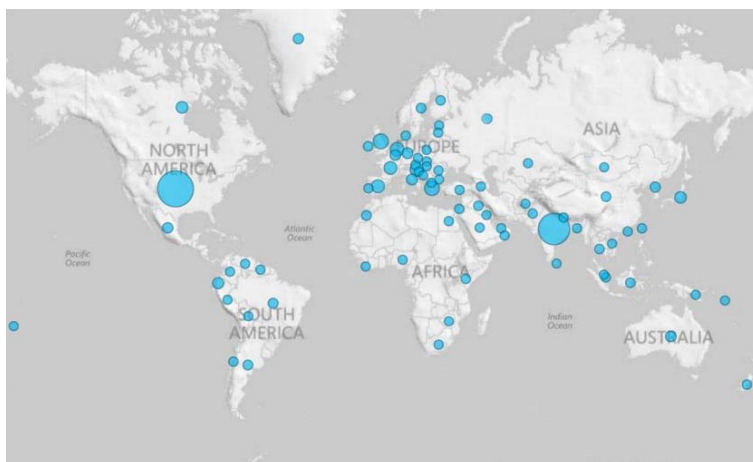 ASIA
NORTH
AMERICA
EUROPE
Atlantic
Ocean
Pacific
Ocean
AFRICA
SOUTH
AMERICA
Indian
Ocean
AUSTRALIA